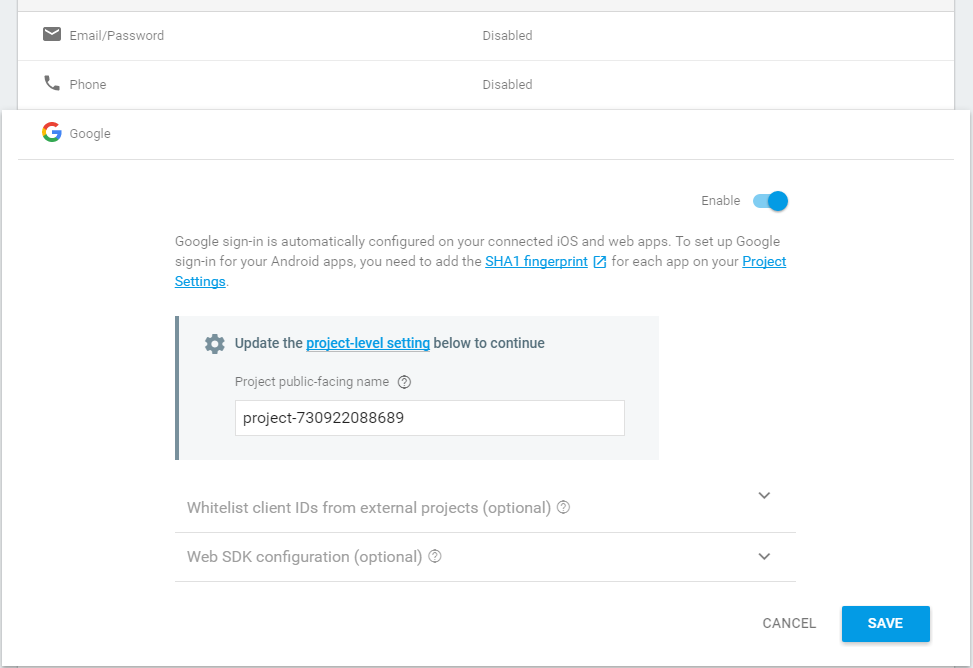 Email/Password Disabled
Phone Disabled
Google
Enable
Google sign-in is automatically configured on your connected iOS and web apps. To set up Google
sign-in for your Android apps, you need to add the SHA1 fingerprint for each app on your Project
Settings.
Update the project-level setting below to continue
Project public-facing name ?
project-730922088689
Whitelist client IDs from external projects (optional) ?
Web SDK configuration (optional) ?
CANCEL SAVE